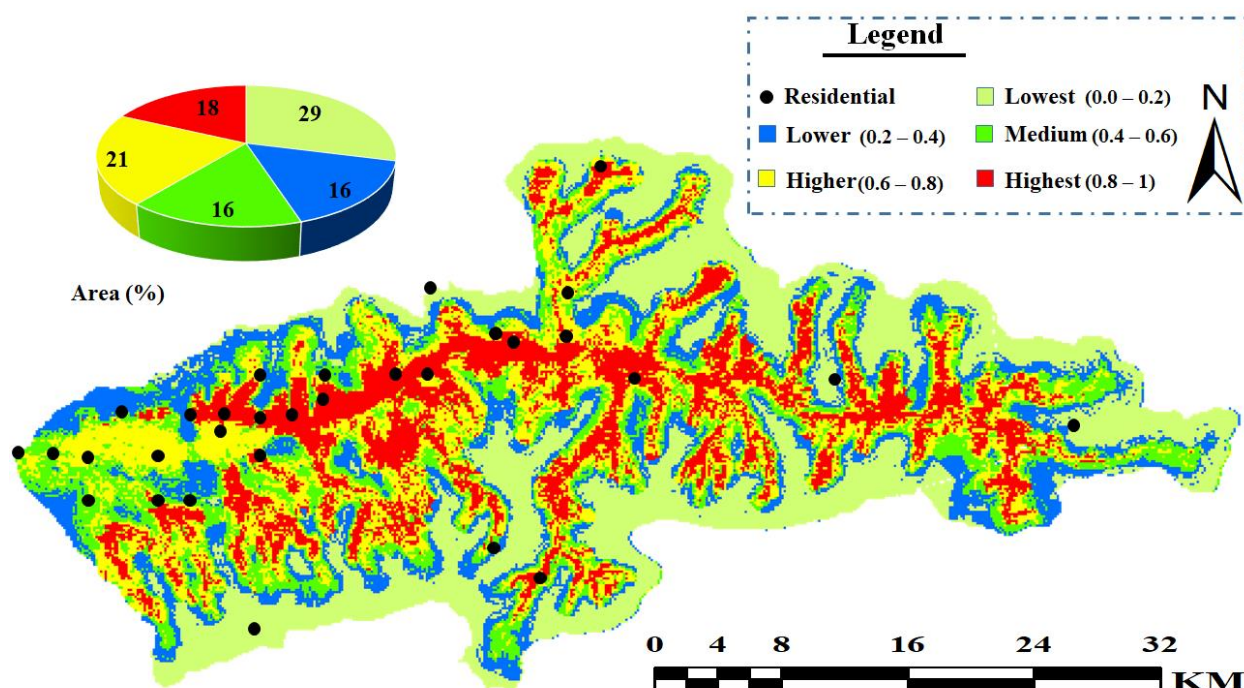 Legend
Residential
Lowest (0.0 – 0.2)
Lower (0.2 – 0.4)
Medium (0.4 – 0.6)
Higher (0.6 – 0.8)
Highest (0.8 – 1)
N
18
29
21
16
16
Area (%)
0 4 8 16 24 32
KM